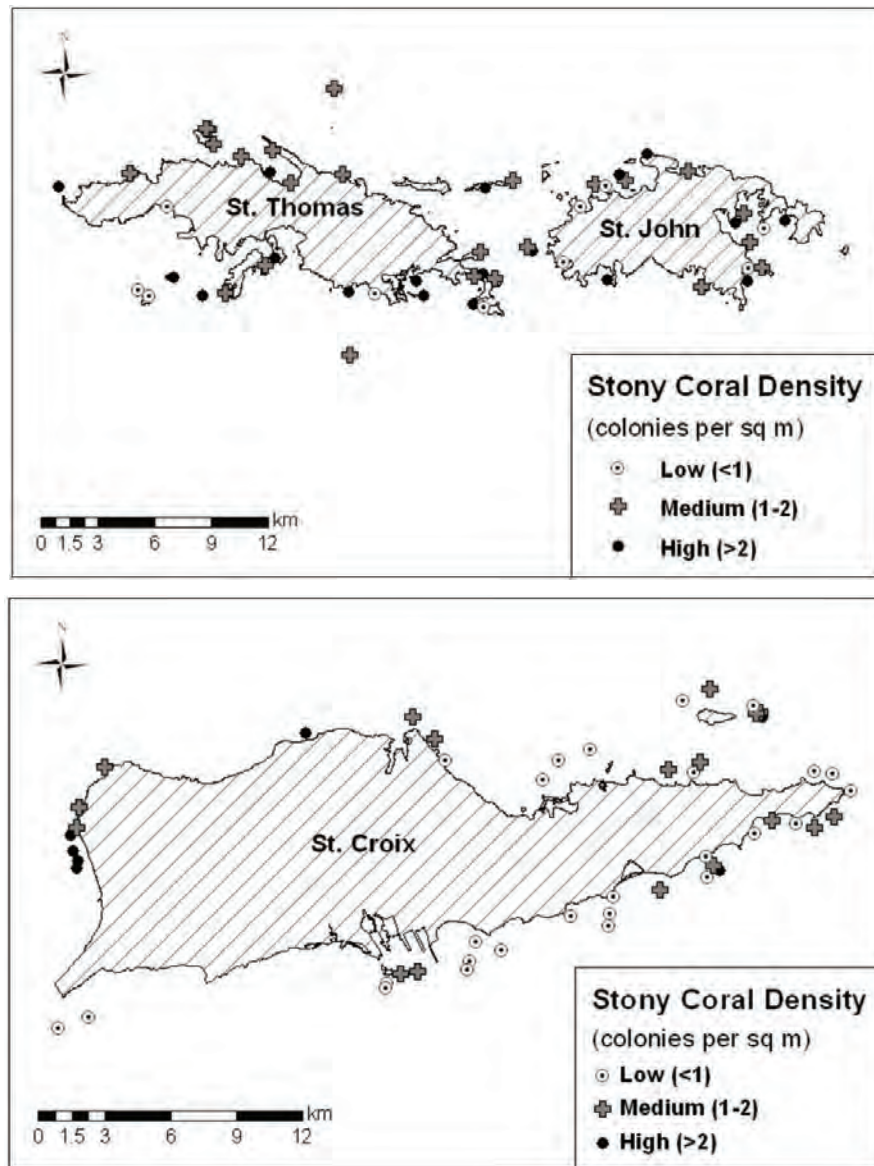 N
St. Thomas
St. John
Stony Coral Density
(colonies per sq m)
Low (<1)
Medium (1-2)
High (>2)
km
0 1.5 3 6 9 12
N
St. Croix
Stony Coral Density
(colonies per sq m)
Low (<1)
Medium (1-2)
High (>2)
km
0 1.5 3 6 9 12